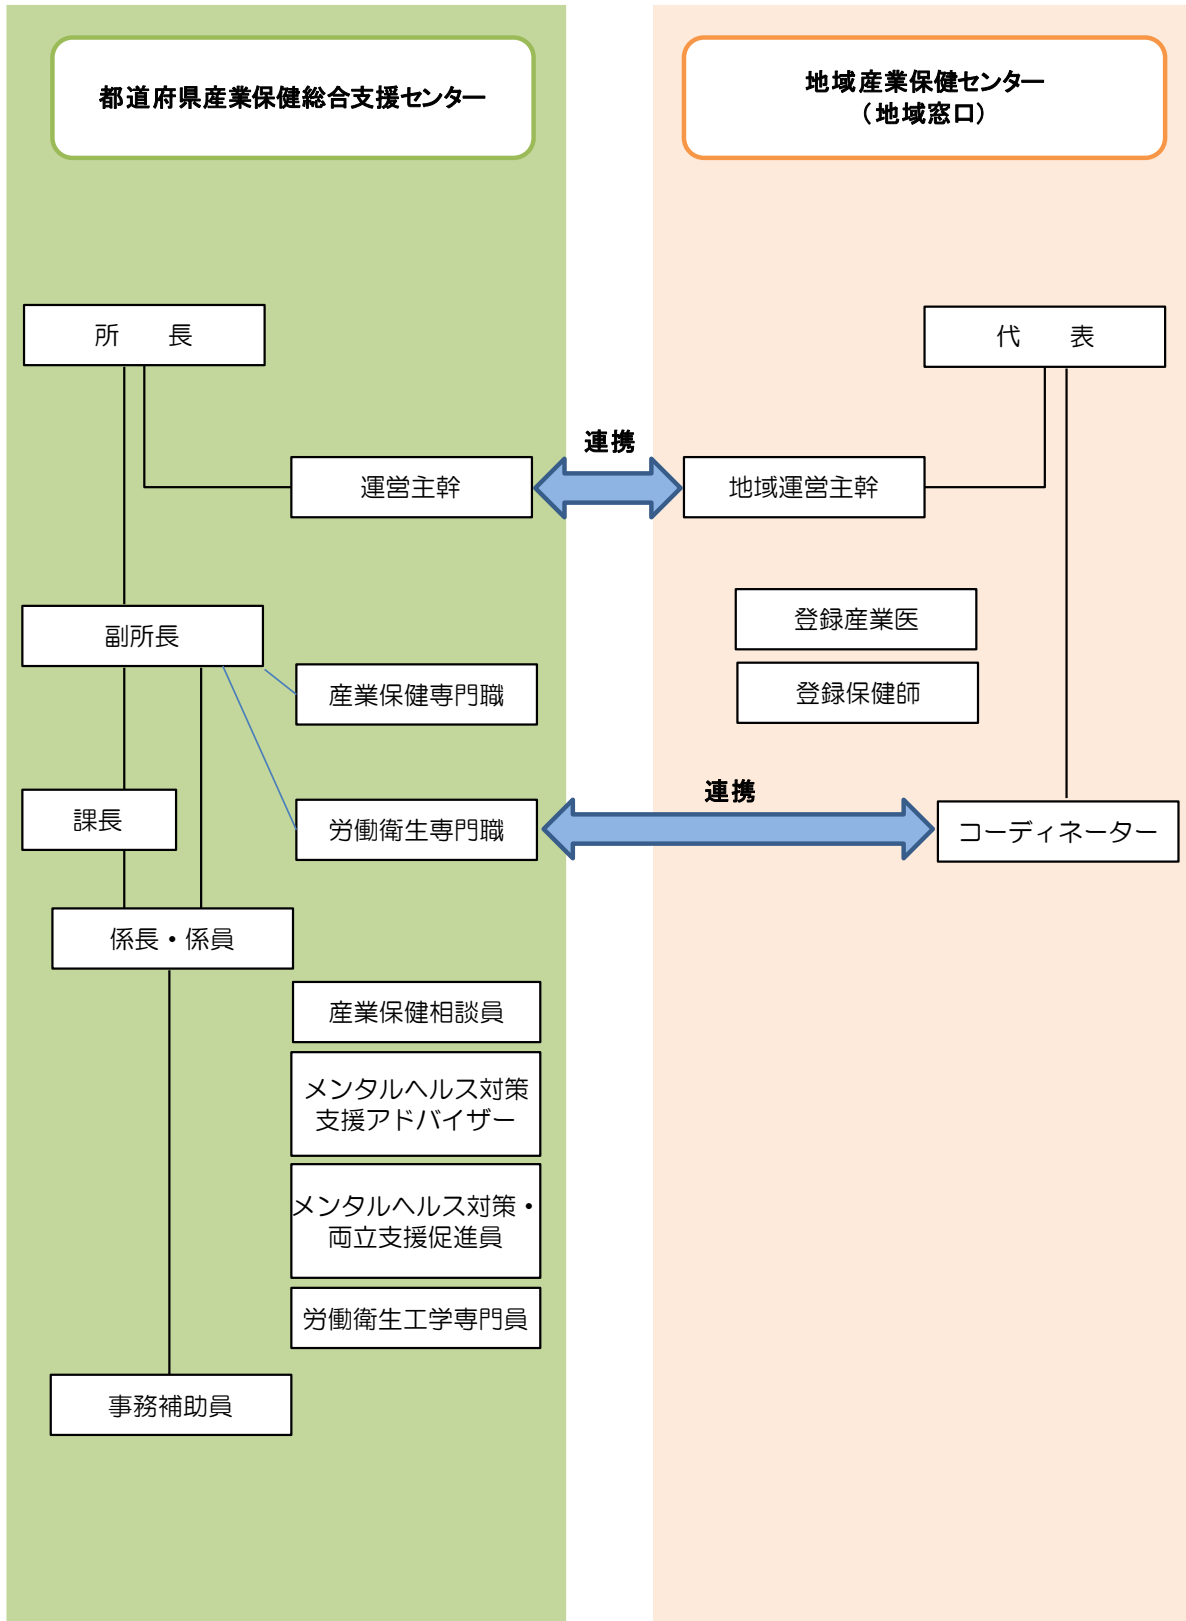 都道府県産業保健総合支援センター
地域産業保健センター
（地域窓口）
所　　長
代　　表
連携
運営主幹
地域運営主幹
登録産業医
副所長
産業保健専門職
登録保健師
連携
課長
労働衛生専門職
コーディネーター
係長・係員
産業保健相談員
メンタルヘルス対策
支援アドバイザー
メンタルヘルス対策・
両立支援促進員
労働衛生工学専門員
事務補助員